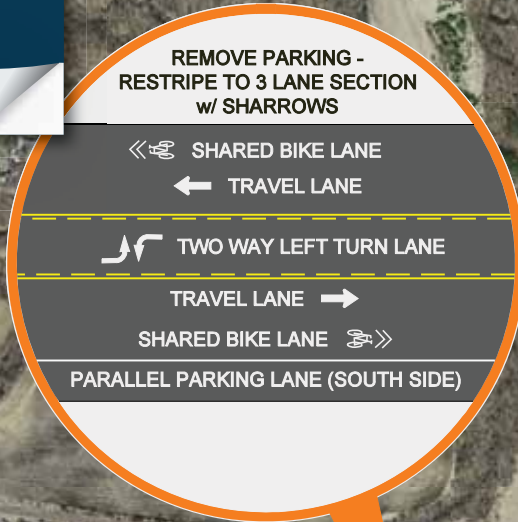 REMOVE PARKING -
RESTRIPE TO 3 LANE SECTION
w/ SHARROWS
SHARED BIKE LANE
TRAVEL LANE
TWO WAY LEFT TURN LANE
TRAVEL LANE
SHARED BIKE LANE
PARALLEL PARKING LANE (SOUTH SIDE)